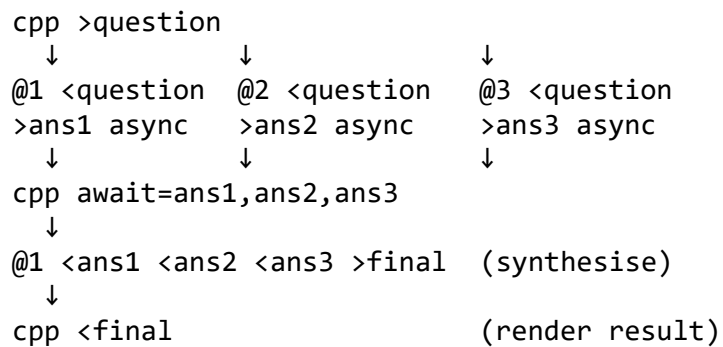 cpp >question
↓ ↓ ↓
@1 <question @2 <question @3 <question
>ans1 async >ans2 async >ans3 async
↓ ↓ ↓
cpp await=ans1,ans2,ans3
↓
@1 <ans1 <ans2 <ans3 >final (synthesise)
↓
cpp <final (render result)